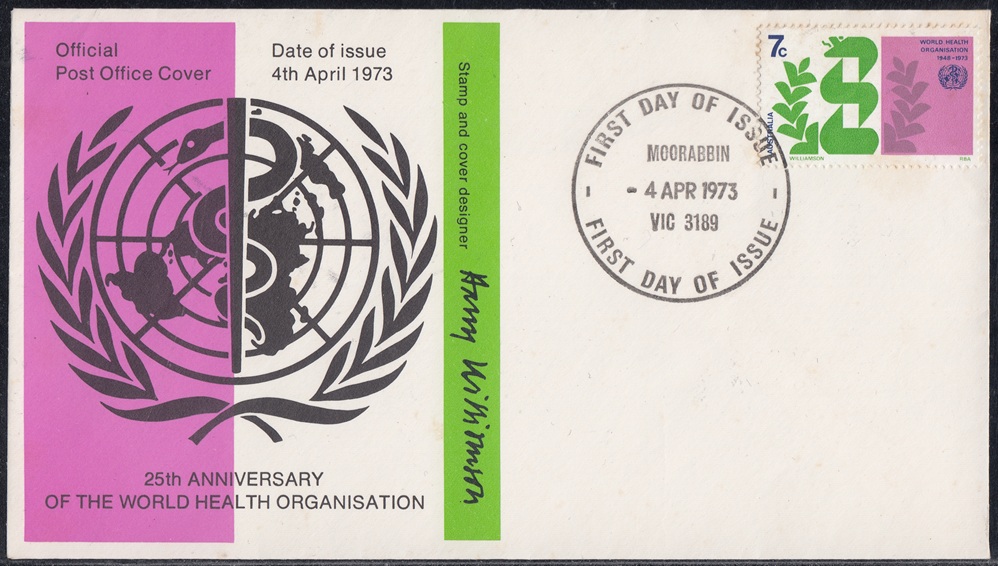 Official
Post Office Cover
Date of issue
4th April 1973
Stamp and cover designer
Harry Williamson
25th ANNIVERSARY
OF THE WORLD HEALTH ORGANISATION
FIRST DAY OF ISSUE
MOORABBIN
- 4 APR 1973
VIC 3189
FIRST DAY OF ISSUE
7c
AUSTRALIA
WILLIAMSON
WORLD HEALTH
ORGANISATION
1948-1973
RBA